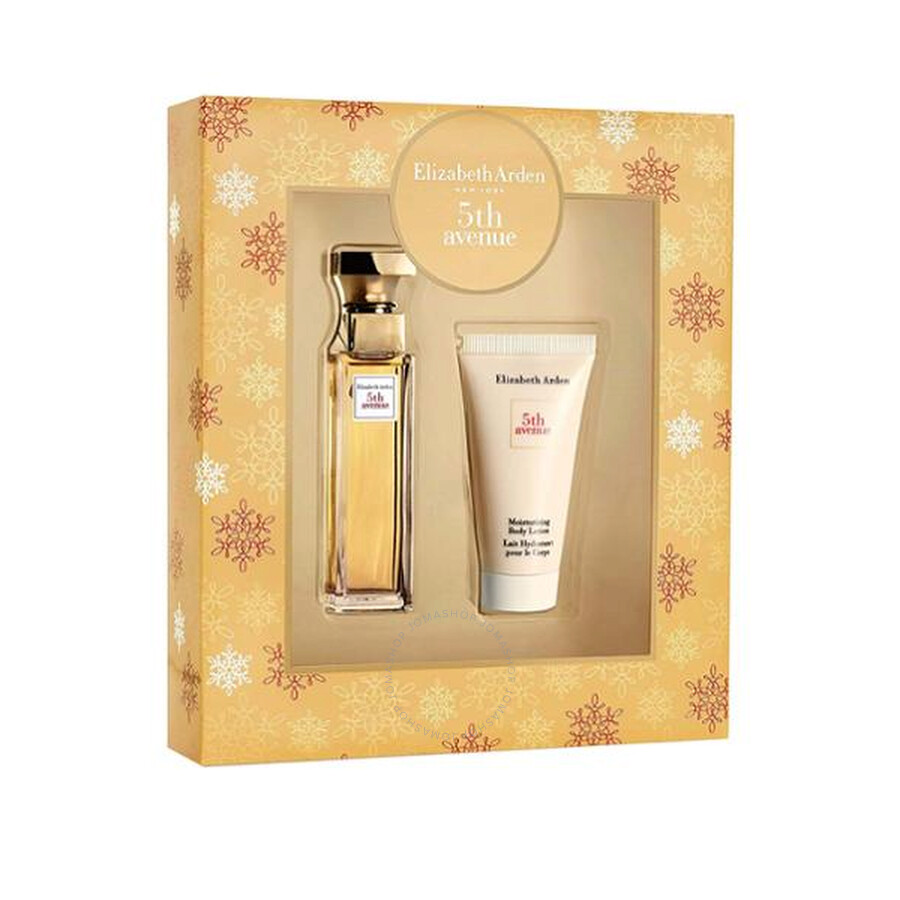 Elizabeth Arden
NEW YORK
5th
avenue
Elizabeth Arden
5th
avenue
Elizabeth Arden
5th
avenue
Moisturizing
Body Lotion
Lait Hydratant
pour le Corps
JOMASHOP